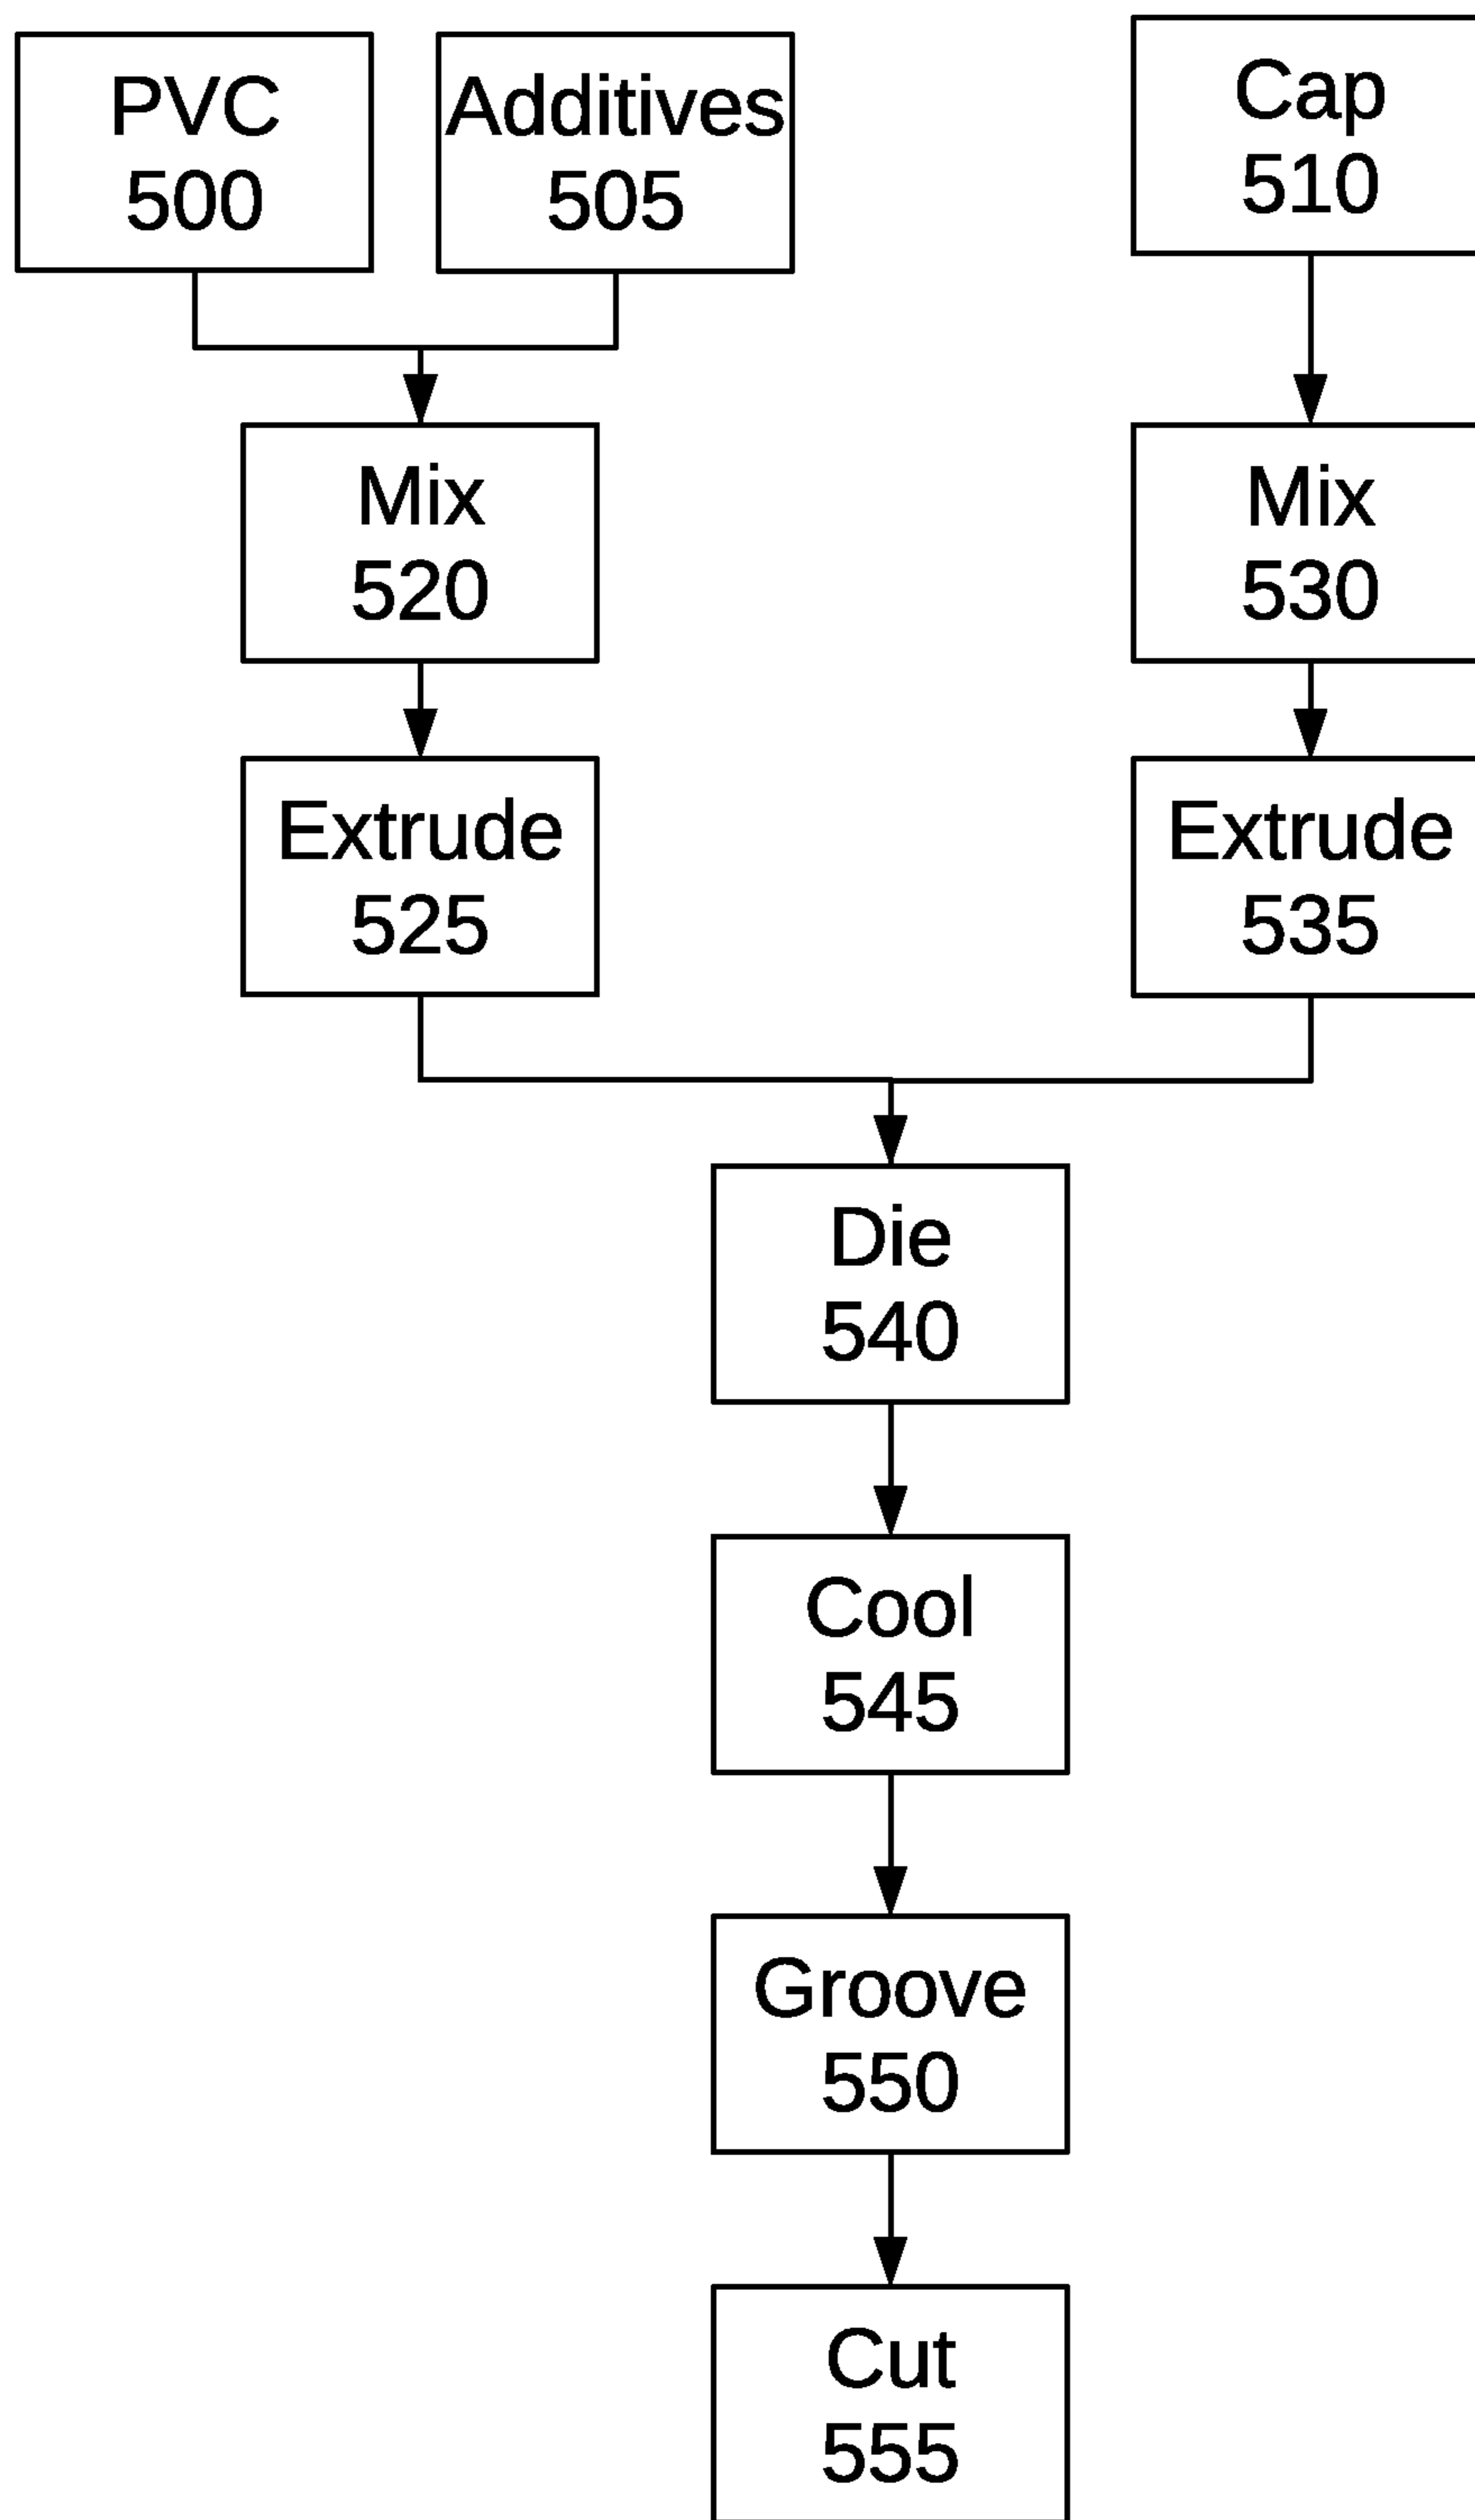 PVC
500
Additives
505
Cap
510
Mix
520
Mix
530
Extrude
525
Extrude
535
Die
540
Cool
545
Groove
550
Cut
555